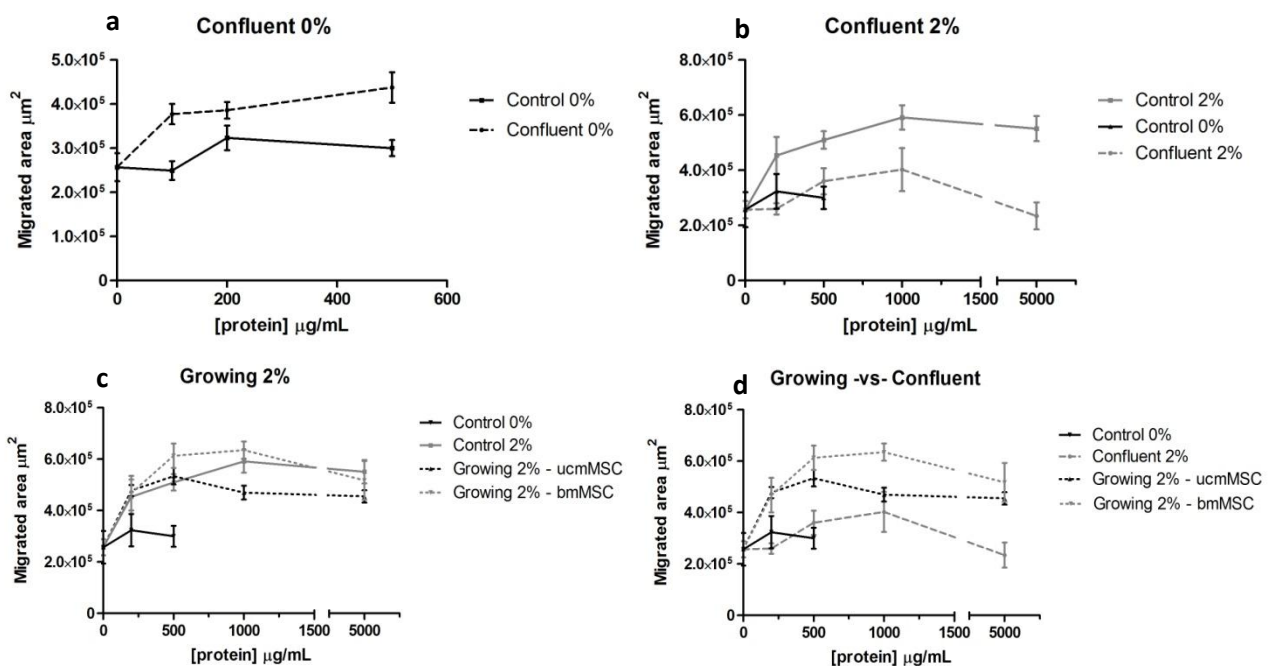 a
Confluent 0%
Migrated area μm²
5.0×10⁵
4.0×10⁵
3.0×10⁵
2.0×10⁵
1.0×10⁵
0
0 200 400 600
[protein] μg/mL
Control 0%
Confluent 0%
b
Confluent 2%
Migrated area μm²
8.0×10⁵
6.0×10⁵
4.0×10⁵
2.0×10⁵
0
0 500 1000 1500 5000
[protein] μg/mL
Control 2%
Control 0%
Confluent 2%
c
Growing 2%
Migrated area μm²
8.0×10⁵
6.0×10⁵
4.0×10⁵
2.0×10⁵
0
0 500 1000 1500 5000
[protein] μg/mL
Control 0%
Control 2%
Growing 2% - ucmMSC
Growing 2% - bmMSC
d
Growing -vs- Confluent
Migrated area μm²
8.0×10⁵
6.0×10⁵
4.0×10⁵
2.0×10⁵
0
0 500 1000 1500 5000
[protein] μg/mL
Control 0%
Confluent 2%
Growing 2% - ucmMSC
Growing 2% - bmMSC